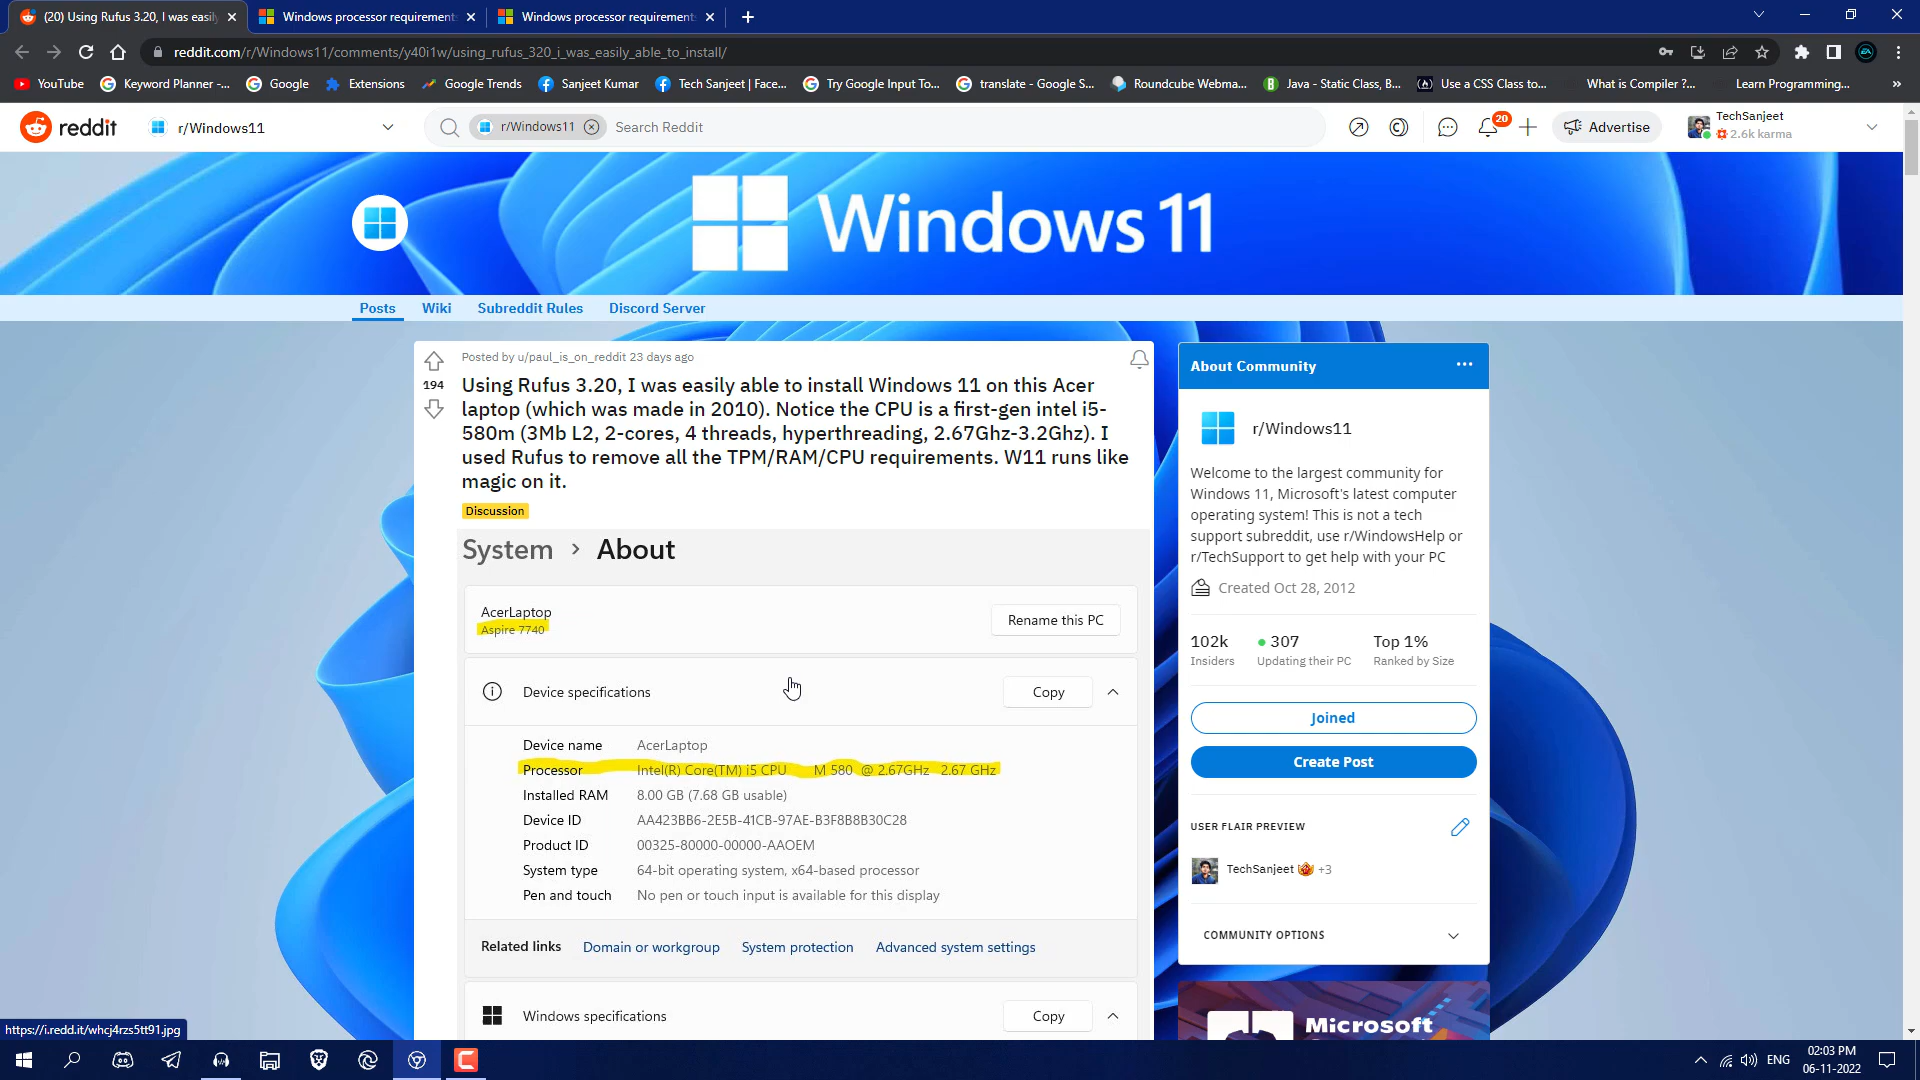 (20) Using Rufus 3.20, I was easily
Windows processor requirement
Windows processor requirement
reddit.com/r/Windows11/comments/y40i1w/using_rufus_320_i_was_easily_able_to_install/
YouTube
Keyword Planner -...
Google
Extensions
Google Trends
Sanjeet Kumar
Tech Sanjeet | Face...
Try Google Input To...
translate - Google S...
Roundcube Webma...
Java - Static Class, B...
Use a CSS Class to...
What is Compiler ?...
Learn Programming...
»
reddit
r/Windows11
r/Windows11
Search Reddit
20
Advertise
TechSanjeet
2.6k karma
Windows 11
Posts
Wiki
Subreddit Rules
Discord Server
194
Posted by u/paul_is_on_reddit 23 days ago
Using Rufus 3.20, I was easily able to install Windows 11 on this Acer
laptop (which was made in 2010). Notice the CPU is a first-gen intel i5-
580m (3Mb L2, 2-cores, 4 threads, hyperthreading, 2.67Ghz-3.2Ghz). I
used Rufus to remove all the TPM/RAM/CPU requirements. W11 runs like
magic on it.
Discussion
System > About
AcerLaptop
Aspire 7740
Rename this PC
Device specifications
Copy
Device name AcerLaptop
Processor Intel(R) Core(TM) i5 CPU M 580 @ 2.67GHz 2.67 GHz
Installed RAM 8.00 GB (7.68 GB usable)
Device ID AA423BB6-2E5B-41CB-97AE-B3F8B8B30C28
Product ID 00325-80000-00000-AAOEM
System type 64-bit operating system, x64-based processor
Pen and touch No pen or touch input is available for this display
Related links Domain or workgroup System protection Advanced system settings
Windows specifications
Copy
About Community
r/Windows11
Welcome to the largest community for
Windows 11, Microsoft's latest computer
operating system! This is not a tech
support subreddit, use r/WindowsHelp or
r/TechSupport to get help with your PC
Created Oct 28, 2012
102k 307 Top 1%
Insiders Updating their PC Ranked by Size
Joined
Create Post
USER FLAIR PREVIEW
TechSanjeet +3
COMMUNITY OPTIONS
Microsoft
https://i.redd.it/whcj4rzs5tt91.jpg
ENG
02:03 PM
06-11-2022